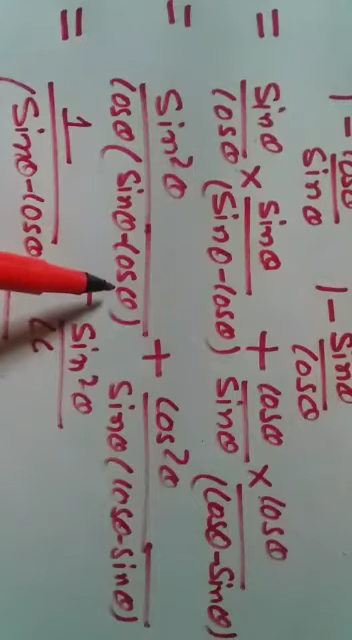 1 - cosθ/sinθ 1 - sinθ/cosθ
= sinθ/cosθ × sinθ/(sinθ-cosθ) + cosθ/sinθ × cosθ/(cosθ-sinθ)
= sin²θ/cosθ(sinθ-cosθ) + cos²θ/sinθ(cosθ-sinθ)
= 1/(sinθ-cosθ sin²θ